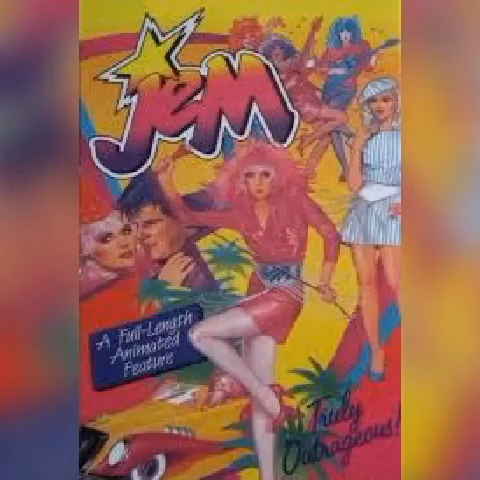 Jem
A Full-Length
Animated
Feature
Truly
Outrageous!